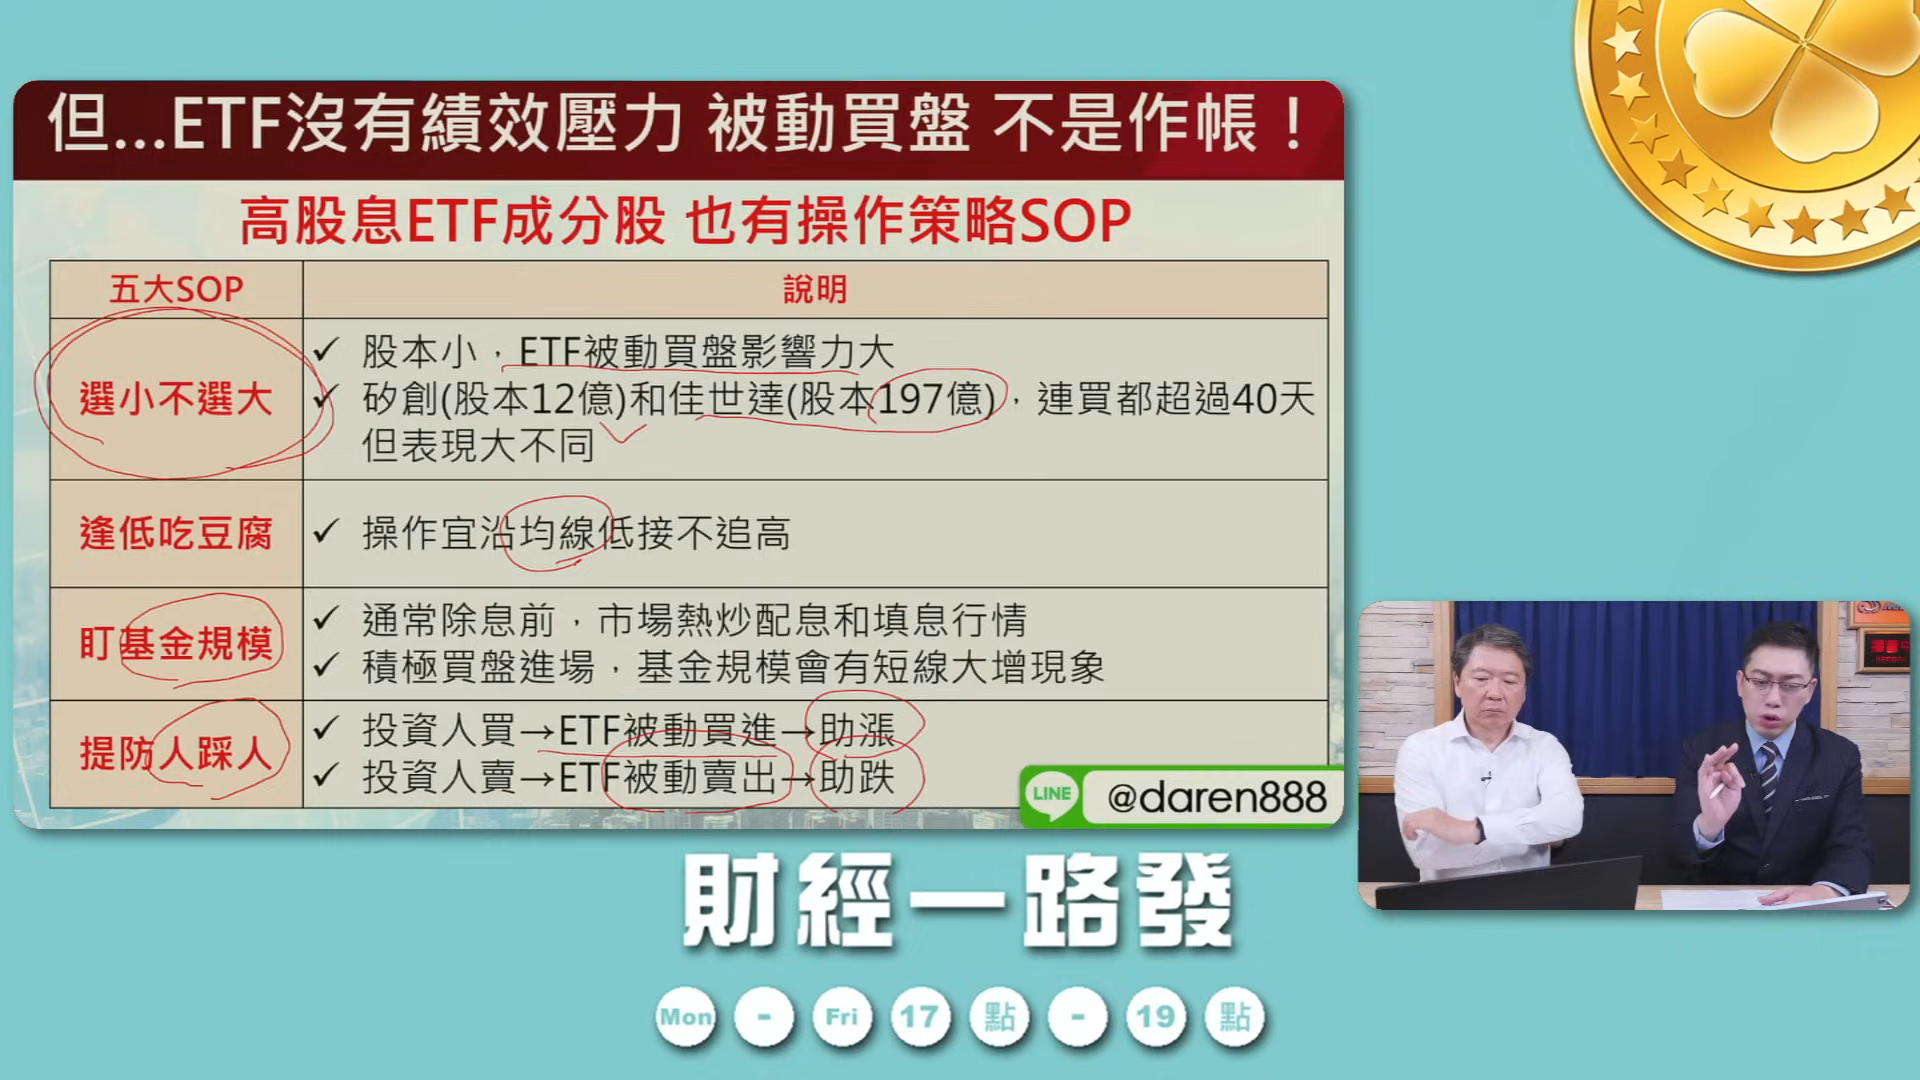 但...ETF沒有績效壓力 被動買盤 不是作帳！
高股息ETF成分股 也有操作策略SOP
五大SOP
說明
選小不選大
✓ 股本小，ETF被動買盤影響力大
✓ 矽創(股本12億)和佳世達(股本197億)，連買都超過40天
但表現大不同
逢低吃豆腐
✓ 操作宜沿均線低接不追高
盯基金規模
✓ 通常除息前，市場熱炒配息和填息行情
✓ 積極買盤進場，基金規模會有短線大增現象
提防人踩人
✓ 投資人買→ETF被動買進→助漲
✓ 投資人賣→ETF被動賣出→助跌
LINE @daren888
財經一路發
Mon - Fri 17 點 - 19 點